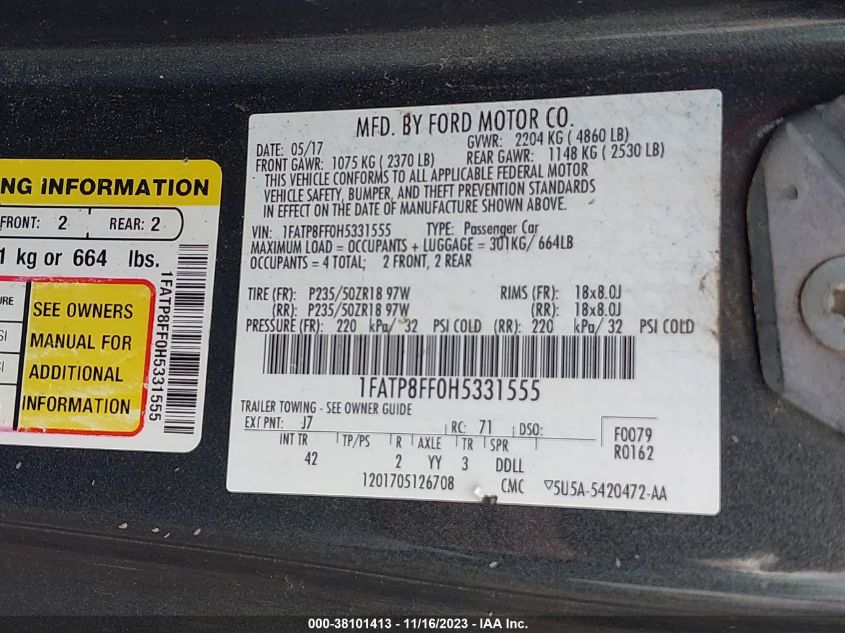 NG INFORMATION
FRONT: 2 REAR: 2
1 kg or 664 lbs.
SEE OWNERS
MANUAL FOR
ADDITIONAL
INFORMATION
1FATP8FF0H5331555
MFD. BY FORD MOTOR CO.
DATE: 05/17 GVWR: 2204 KG ( 4860 LB)
FRONT GAWR: 1075 KG ( 2370 LB) REAR GAWR: 1148 KG ( 2530 LB)
THIS VEHICLE CONFORMS TO ALL APPLICABLE FEDERAL MOTOR
VEHICLE SAFETY, BUMPER, AND THEFT PREVENTION STANDARDS
IN EFFECT ON THE DATE OF MANUFACTURE SHOWN ABOVE.
VIN: 1FATP8FF0H5331555 TYPE: Passenger Car
MAXIMUM LOAD = OCCUPANTS + LUGGAGE = 301KG/ 664LB
OCCUPANTS = 4 TOTAL; 2 FRONT, 2 REAR
TIRE (FR): P235/50ZR18 97W RIMS (FR): 18x8.0J
(RR): P235/50ZR18 97W (RR): 18x8.0J
PRESSURE (FR): 220 kPa/ 32 PSI COLD (RR): 220 kPa/ 32 PSI COLD
1FATP8FF0H5331555
TRAILER TOWING - SEE OWNER GUIDE
EXT PNT: J7 RC: 71 DSO: F0079
INT TR TP/PS R AXLE TR SPR R0162
42 2 YY 3 DDLL
1201705126708 CMC ▽5U5A-5420472-AA
000-38101413 - 11/16/2023 - IAA Inc.